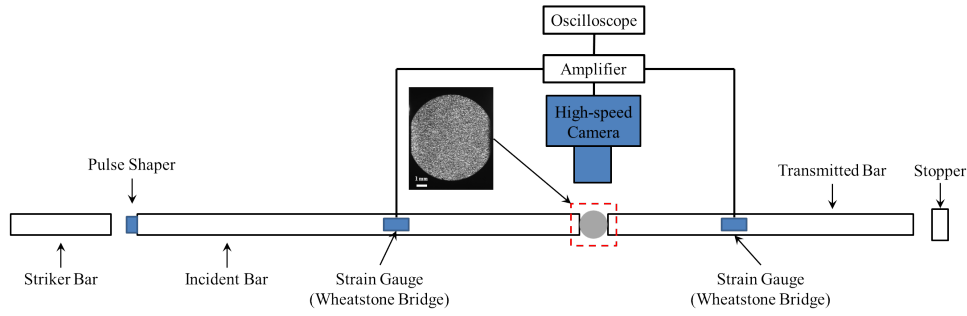 Oscilloscope
Amplifier
High-speed
Camera
1 mm
Pulse Shaper
Transmitted Bar
Stopper
Striker Bar
Incident Bar
Strain Gauge
(Wheatstone Bridge)
Strain Gauge
(Wheatstone Bridge)